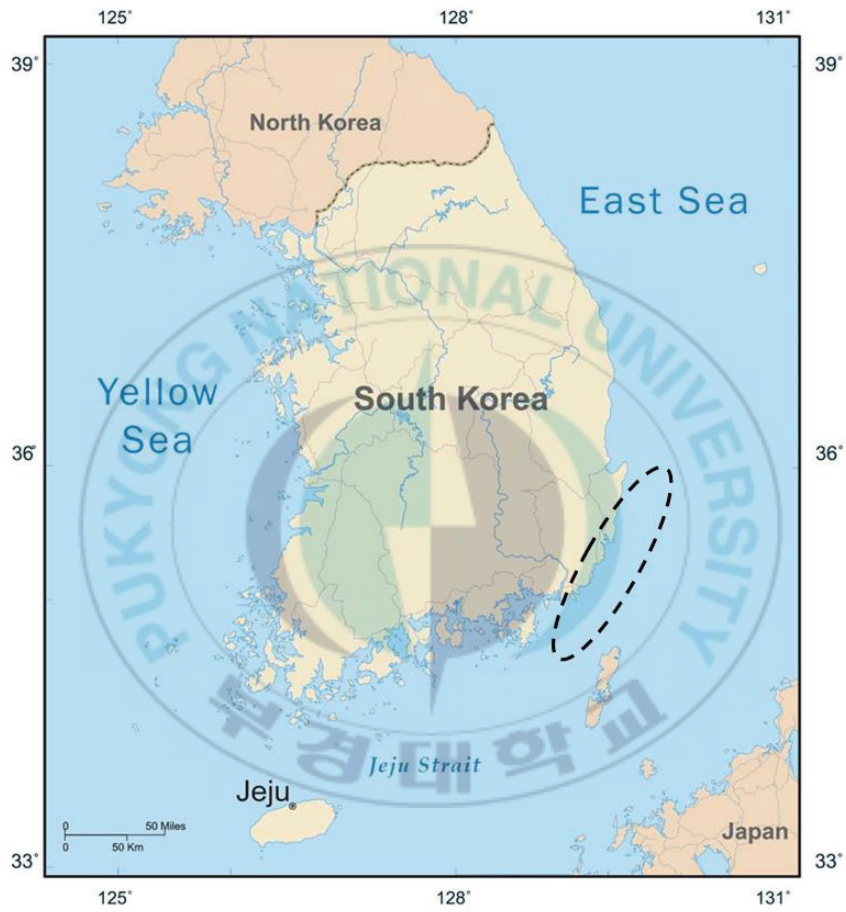 125° 128° 131°
39° 39°
North Korea
East Sea
PUKYONG NATIONAL UNIVERSITY
South Korea
Yellow
Sea
36° 36°
부경대학교
Jeju Strait
Jeju
0 50 Miles
0 50 Km
Japan
33° 33°
125° 128° 131°